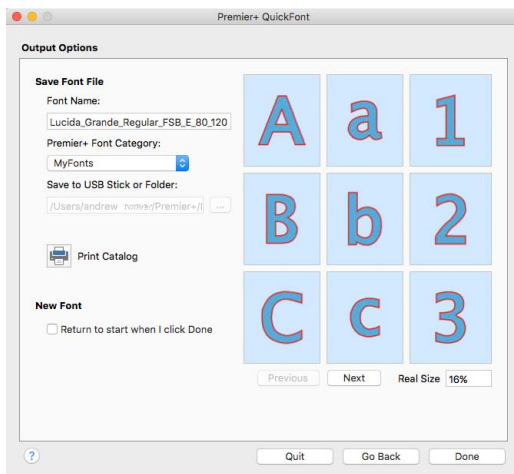 Premier+ QuickFont
Output Options
Save Font File
Font Name:
Lucida_Grande_Regular_FSB_E_80_120
Premier+ Font Category:
MyFonts
Save to USB Stick or Folder:
/Users/andrew /Premier+/
...
Print Catalog
New Font
Return to start when I click Done
A a 1
B b 2
C c 3
Previous Next Real Size 16%
? Quit Go Back Done